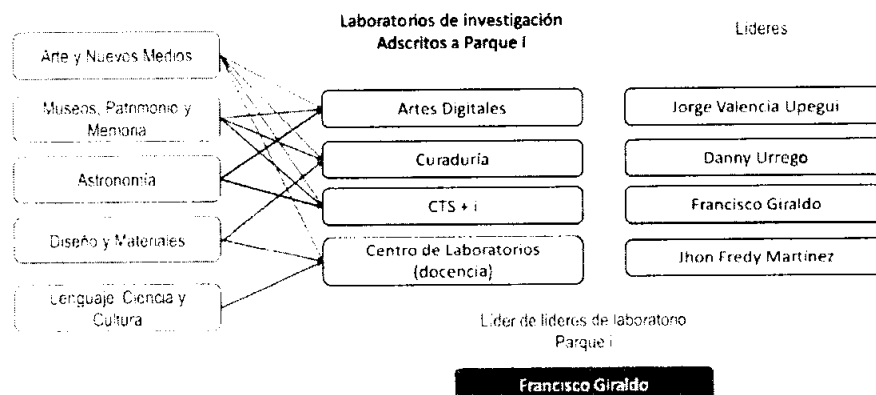 Laboratorios de investigación
Adscritos a Parque i
Líderes
Arte y Nuevos Medios
Museos, Patrimonio y
Memoria
Astronomía
Diseño y Materiales
Lenguaje, Ciencia y
Cultura
Artes Digitales
Curaduría
CTS + i
Centro de Laboratorios
(docencia)
Jorge Valencia Upegui
Danny Urrego
Francisco Giraldo
Jhon Fredy Martínez
Líder de líderes de laboratorio
Parque i
Francisco Giraldo